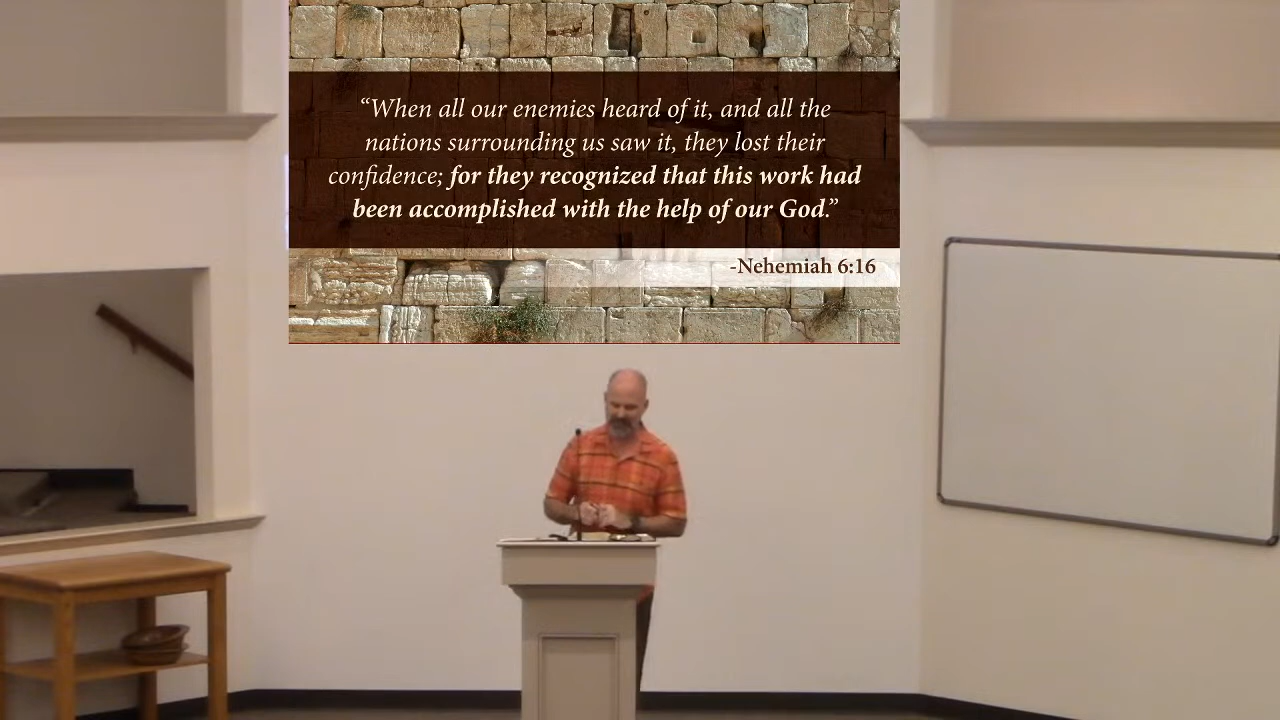 “When all our enemies heard of it, and all the
nations surrounding us saw it, they lost their
confidence; for they recognized that this work had
been accomplished with the help of our God.”
-Nehemiah 6:16